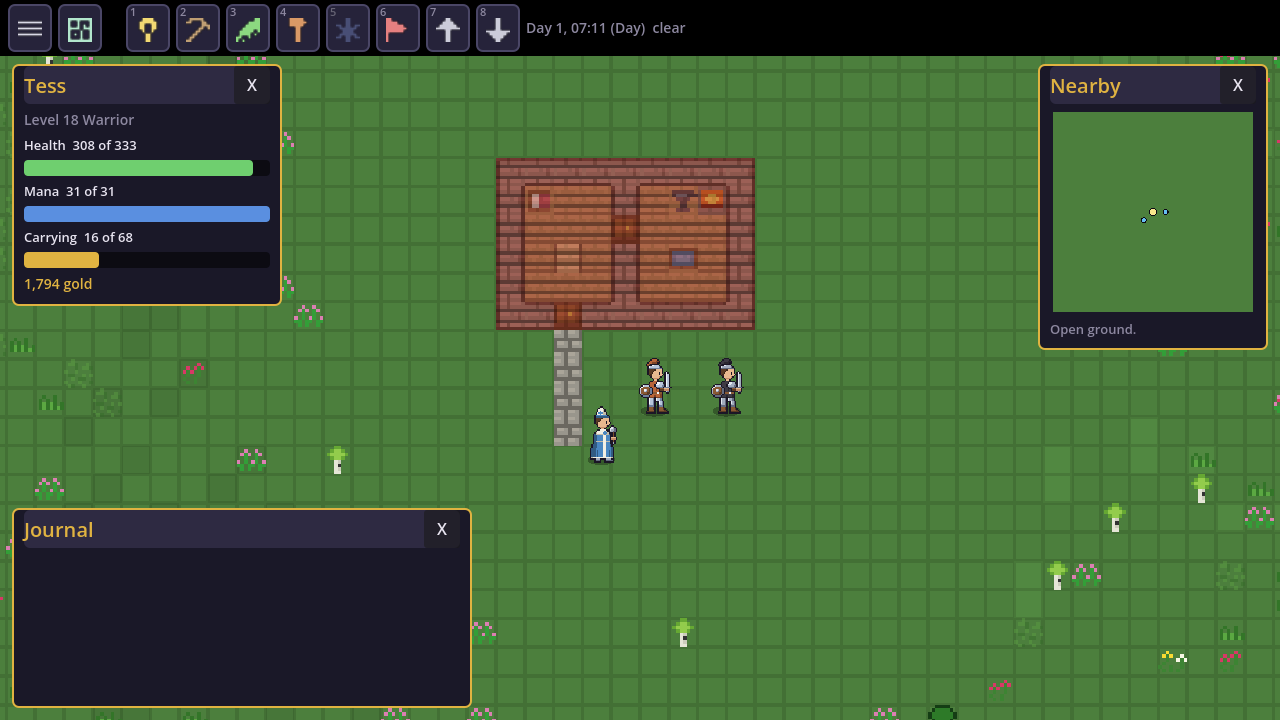 1 2 3 4 5 6 7 8 Day 1, 07:11 (Day) clear
Tess X
Level 18 Warrior
Health 308 of 333
Mana 31 of 31
Carrying 16 of 68
1,794 gold
Nearby X
Open ground.
Journal X